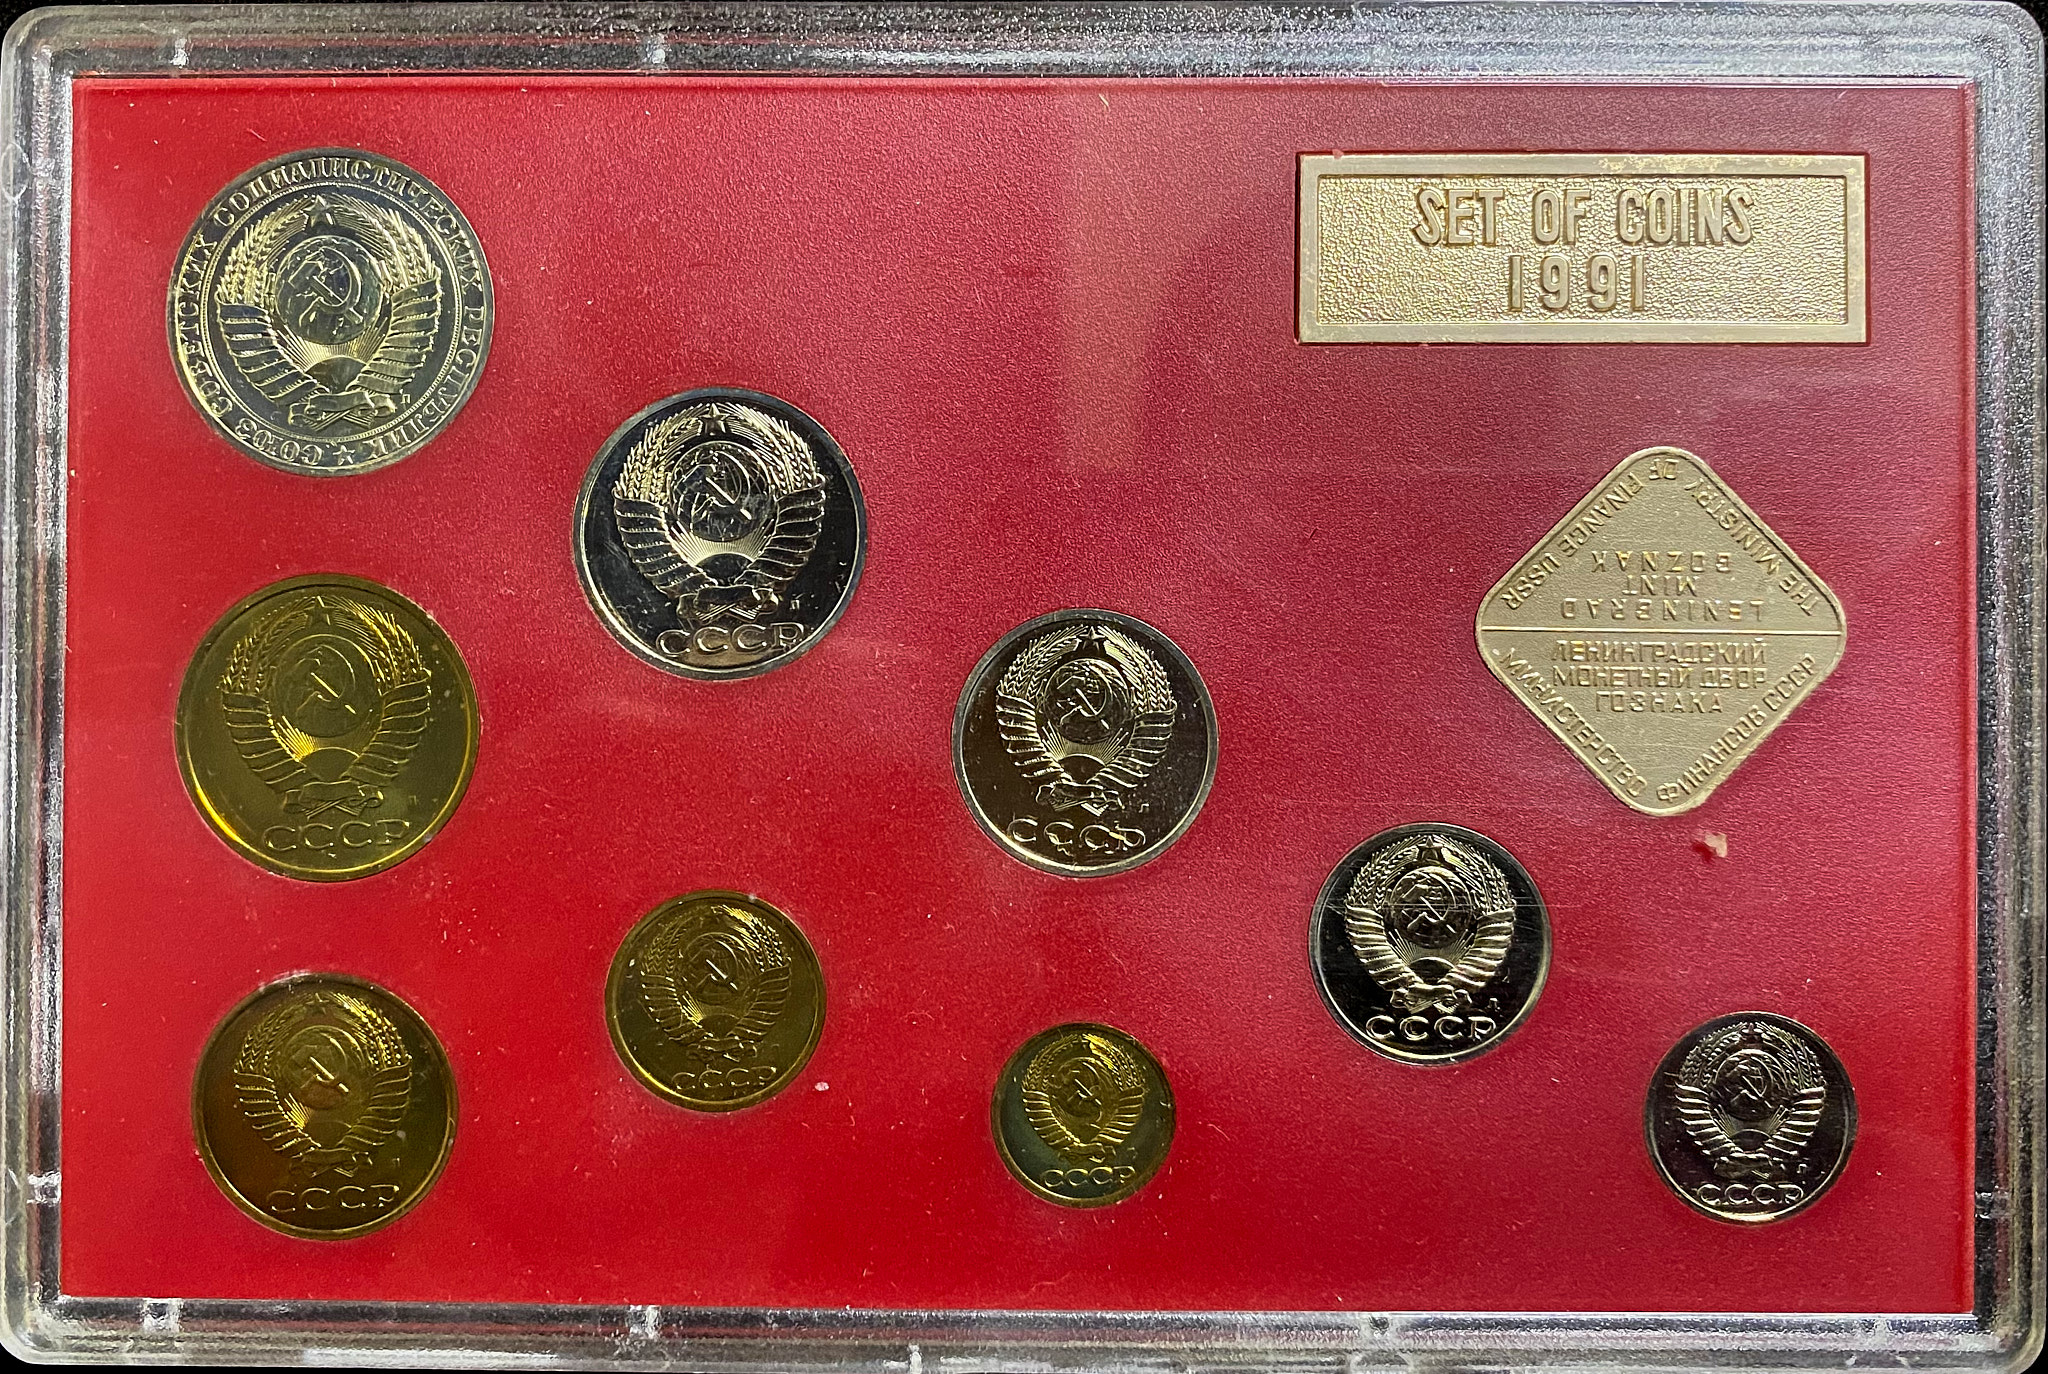 СОЮЗ СОВЕТСКИХ СОЦИАЛИСТИЧЕСКИХ РЕСПУБЛИК
SET OF COINS
1991
СССР
Л
THE MINISTRY OF FINANCE USSR
LENINGRAD
MINT
GOZNAK
ЛЕНИНГРАДСКИЙ
МОНЕТНЫЙ ДВОР
ГОЗНАКА
МИНИСТЕРСТВО ФИНАНСОВ СССР
СССР
Л
СССР
Л
СССР
Л
СССР
Л
СССР
СССР
СССР
Л